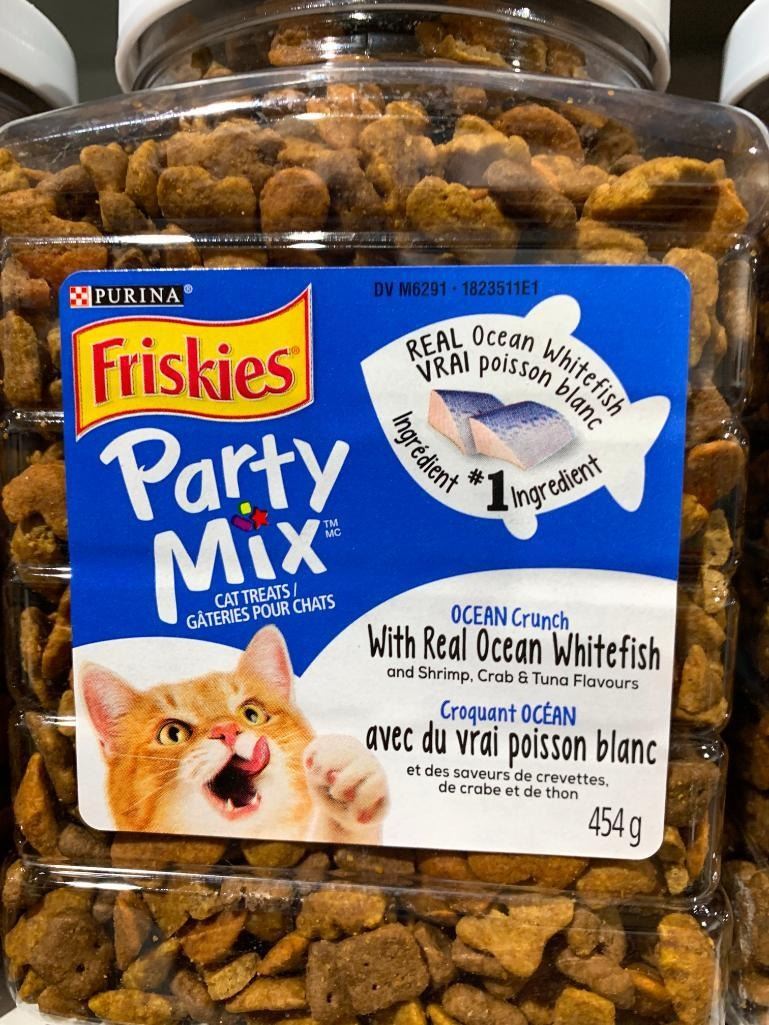 PURINA®
DV M6291 · 1823511E1
Friskies®
Party
Mix™
MC
CAT TREATS /
GÂTERIES POUR CHATS
REAL Ocean Whitefish
VRAI poisson blanc
Ingrédient #1 Ingredient
OCEAN Crunch
With Real Ocean Whitefish
and Shrimp, Crab & Tuna Flavours
Croquant OCÉAN
avec du vrai poisson blanc
et des saveurs de crevettes,
de crabe et de thon
454 g